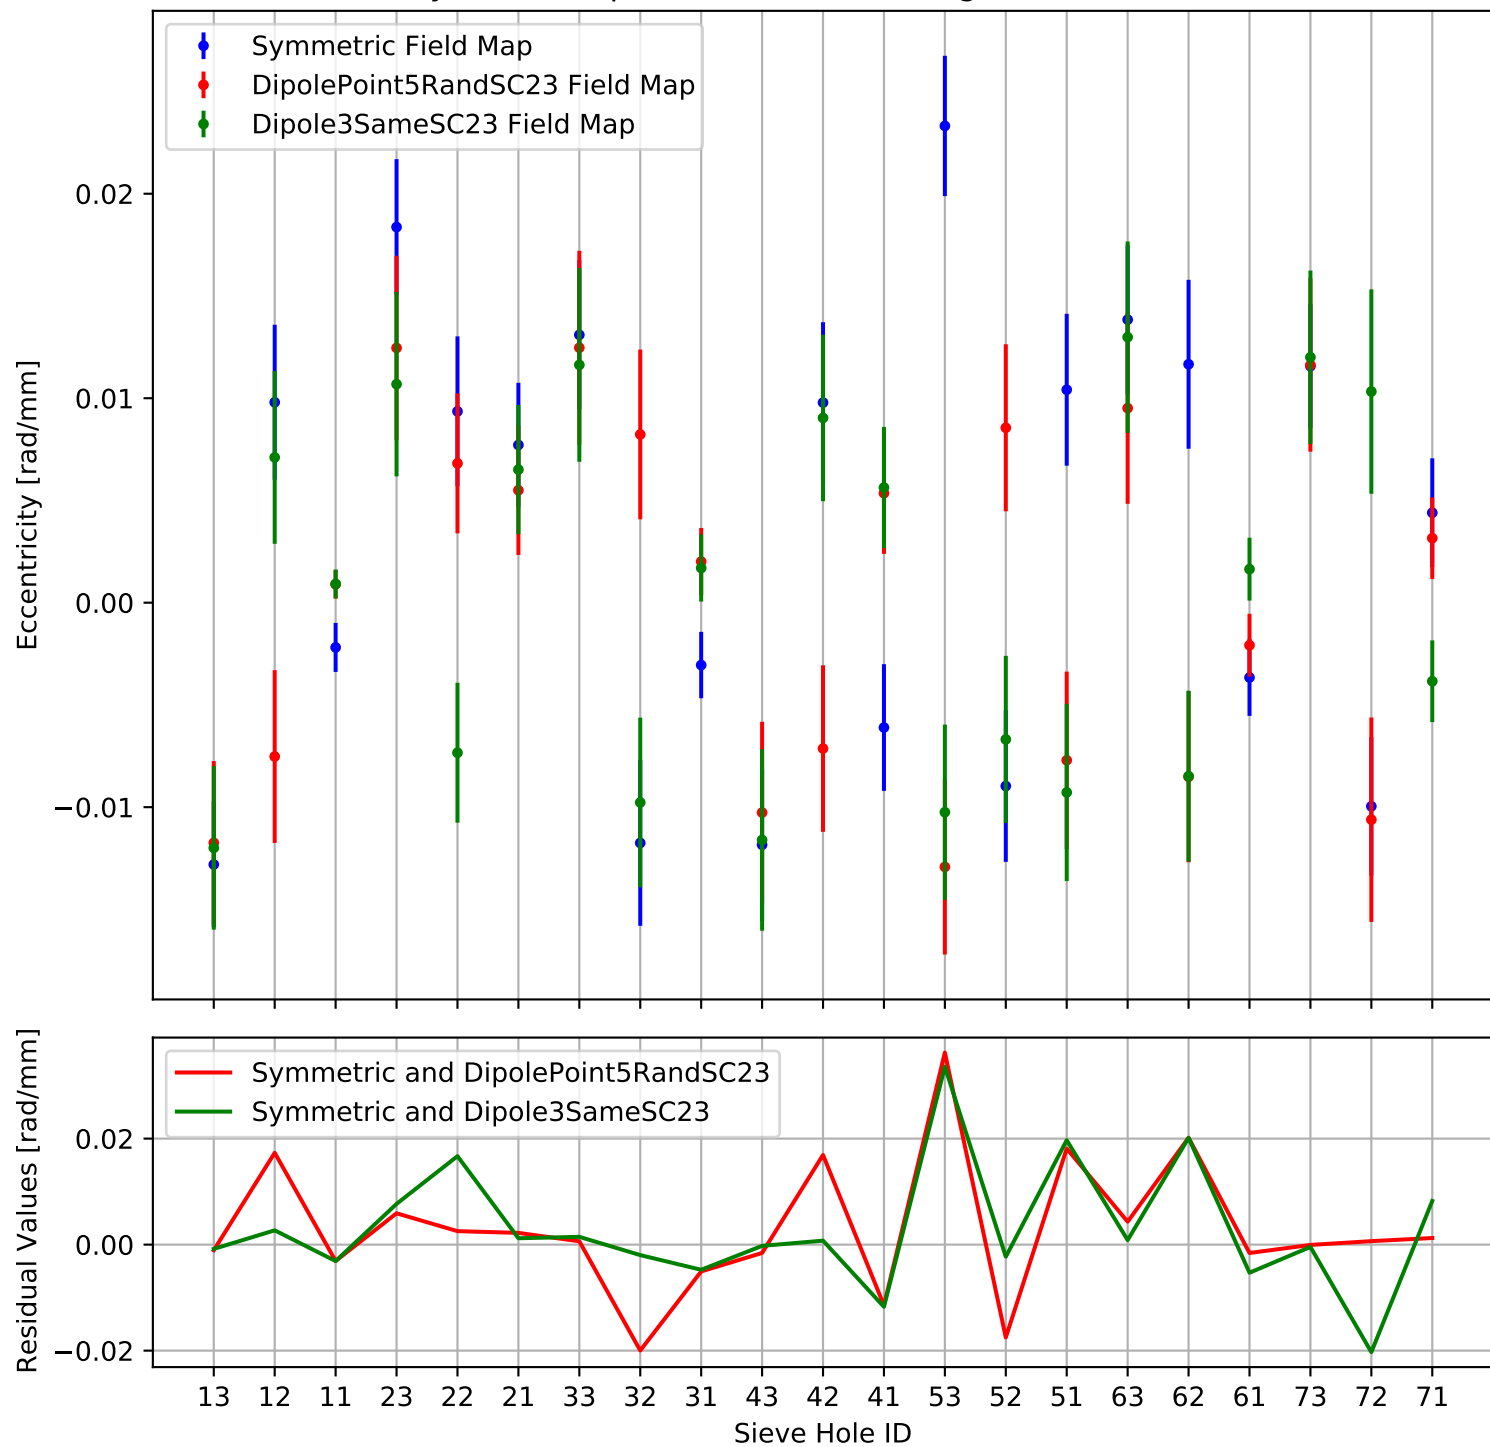 Symmetric Field Map
DipolePoint5RandSC23 Field Map
Dipole3SameSC23 Field Map
Eccentricity [rad/mm]
0.02
0.01
0.00
−0.01
Symmetric and DipolePoint5RandSC23
Symmetric and Dipole3SameSC23
Residual Values [rad/mm]
0.02
0.00
−0.02
13 12 11 23 22 21 33 32 31 43 42 41 53 52 51 63 62 61 73 72 71
Sieve Hole ID